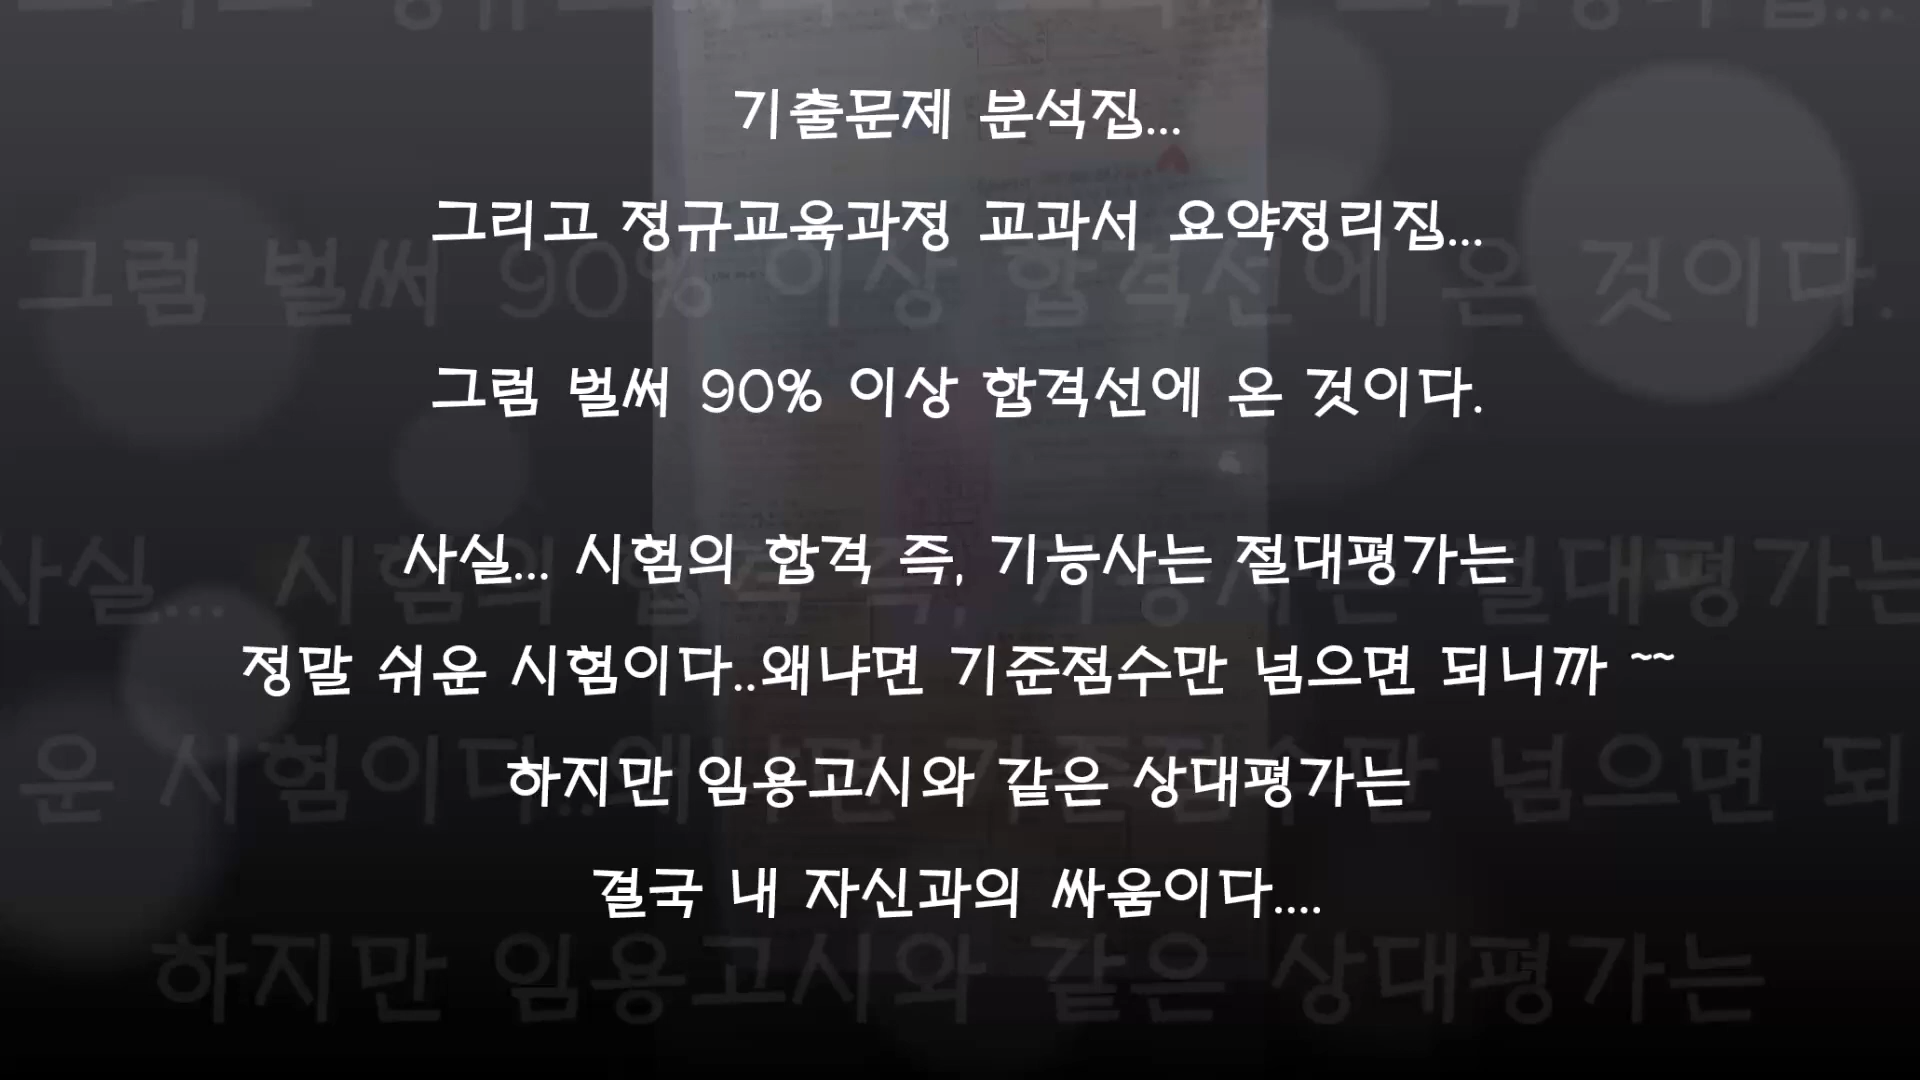 기출문제 분석집...
그리고 정규교육과정 교과서 요약정리집...
그럼 벌써 90% 이상 합격선에 온 것이다.
사실... 시험의 합격 즉, 기능사는 절대평가는
정말 쉬운 시험이다..왜냐면 기준점수만 넘으면 되니까 ~~
하지만 임용고시와 같은 상대평가는
결국 내 자신과의 싸움이다....